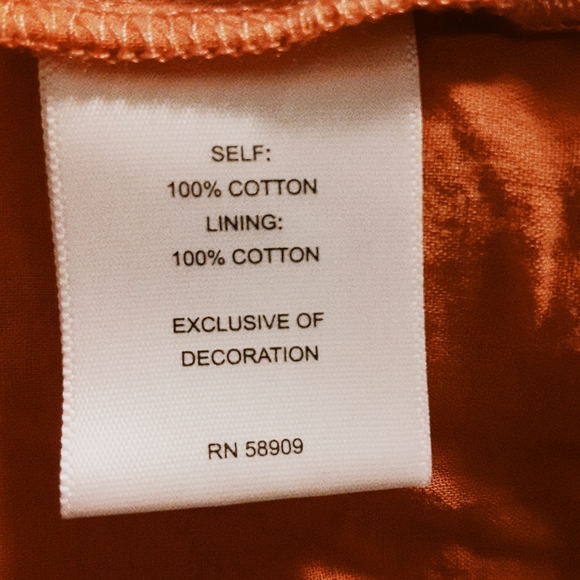 SELF:
100% COTTON
LINING:
100% COTTON
EXCLUSIVE OF
DECORATION
RN 58909